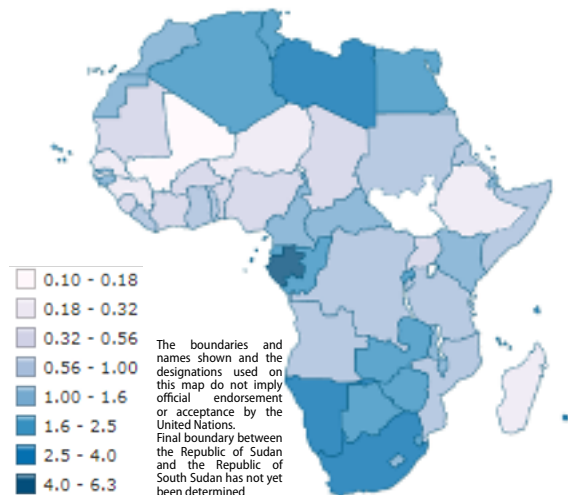 0.10 - 0.18
0.18 - 0.32
0.32 - 0.56
0.56 - 1.00
1.00 - 1.6
1.6 - 2.5
2.5 - 4.0
4.0 - 6.3
The boundaries and
names shown and the
designations used on
this map do not imply
official endorsement
or acceptance by the
United Nations.
Final boundary between
the Republic of Sudan
and the Republic of
South Sudan has not yet
been determined